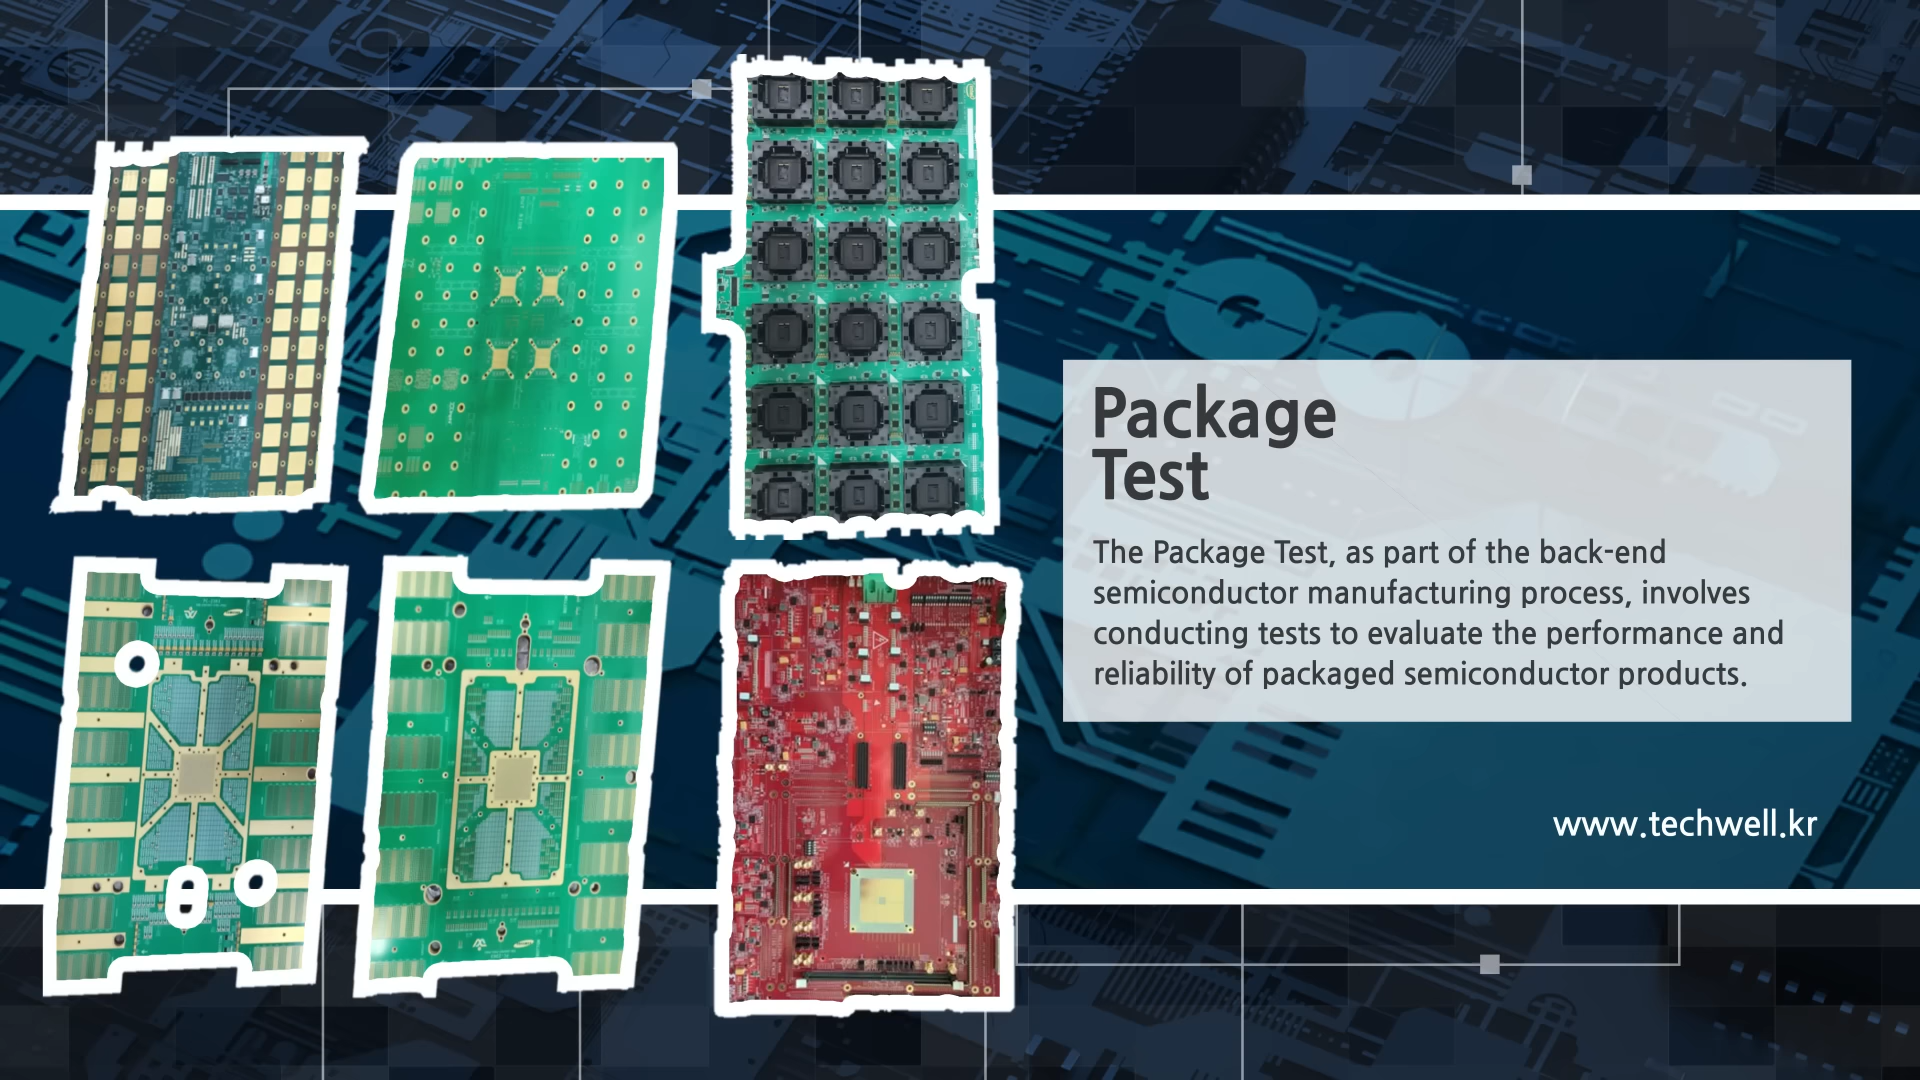 Package
Test
The Package Test, as part of the back-end
semiconductor manufacturing process, involves
conducting tests to evaluate the performance and
reliability of packaged semiconductor products.
www.techwell.kr